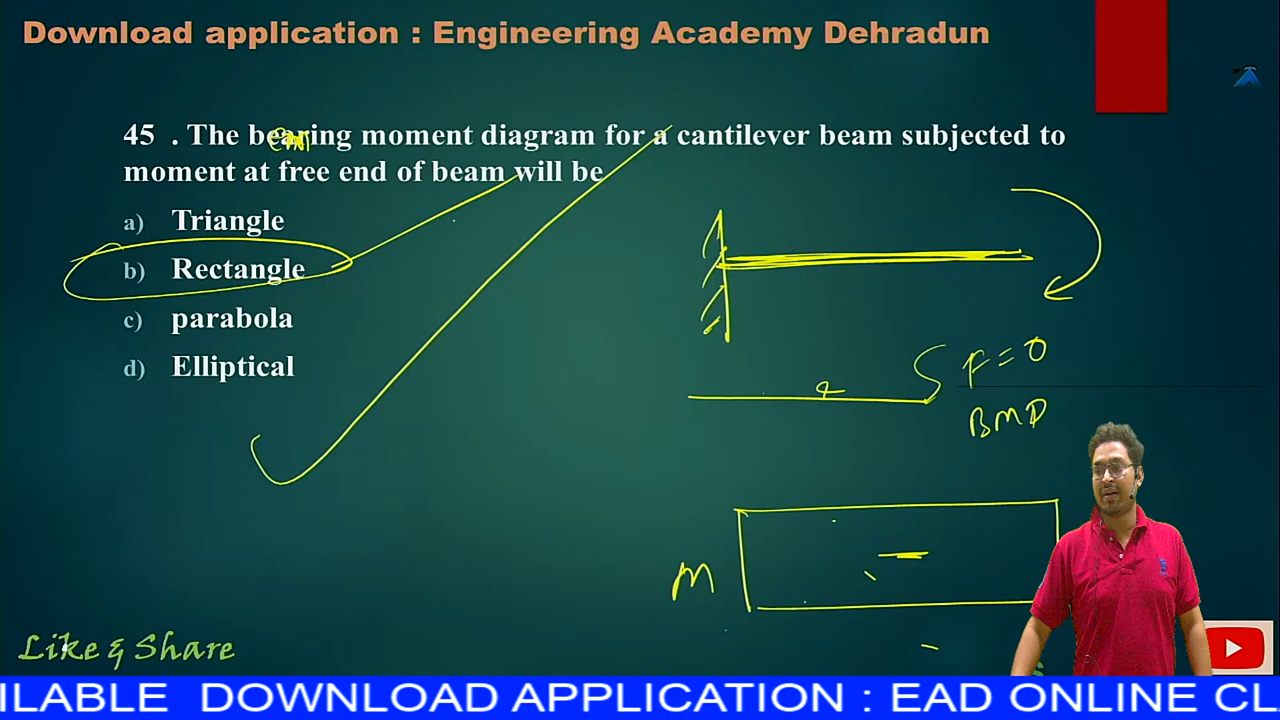 Download application : Engineering Academy Dehradun
45 . The bearing moment diagram for a cantilever beam subjected to
moment at free end of beam will be
a) Triangle
b) Rectangle
c) parabola
d) Elliptical
SF = 0
BMD
M
Like & Share
ILABLE DOWNLOAD APPLICATION : EAD ONLINE CL